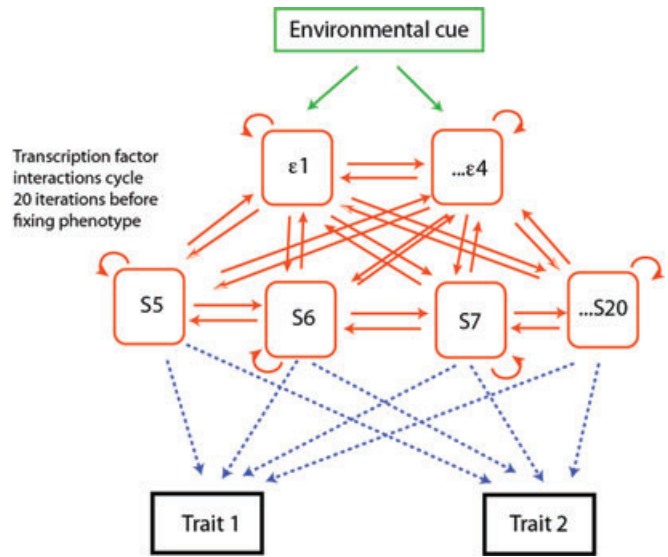 Environmental cue
Transcription factor
interactions cycle
20 iterations before
fixing phenotype
ε1
...ε4
S5
S6
S7
...S20
Trait 1
Trait 2